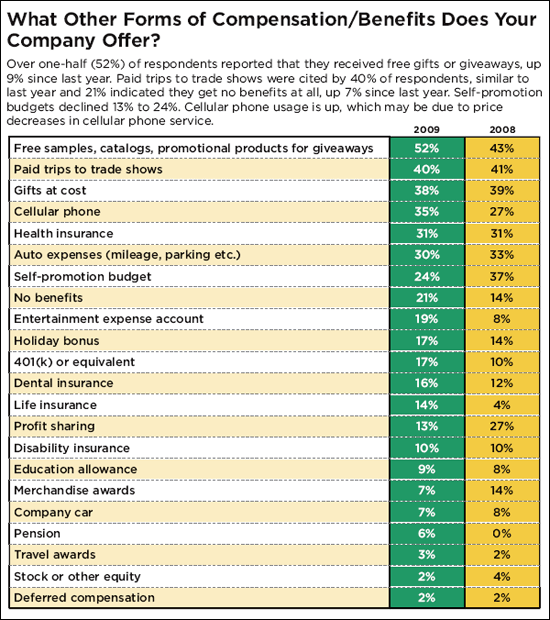 What Other Forms of Compensation/Benefits Does Your
Company Offer?
Over one-half (52%) of respondents reported that they received free gifts or giveaways, up
9% since last year. Paid trips to trade shows were cited by 40% of respondents, similar to
last year and 21% indicated they get no benefits at all, up 7% since last year. Self-promotion
budgets declined 13% to 24%. Cellular phone usage is up, which may be due to price
decreases in cellular phone service.
2009 2008
Free samples, catalogs, promotional products for giveaways 52% 43%
Paid trips to trade shows 40% 41%
Gifts at cost 38% 39%
Cellular phone 35% 27%
Health insurance 31% 31%
Auto expenses (mileage, parking etc.) 30% 33%
Self-promotion budget 24% 37%
No benefits 21% 14%
Entertainment expense account 19% 8%
Holiday bonus 17% 14%
401(k) or equivalent 17% 10%
Dental insurance 16% 12%
Life insurance 14% 4%
Profit sharing 13% 27%
Disability insurance 10% 10%
Education allowance 9% 8%
Merchandise awards 7% 14%
Company car 7% 8%
Pension 6% 0%
Travel awards 3% 2%
Stock or other equity 2% 4%
Deferred compensation 2% 2%